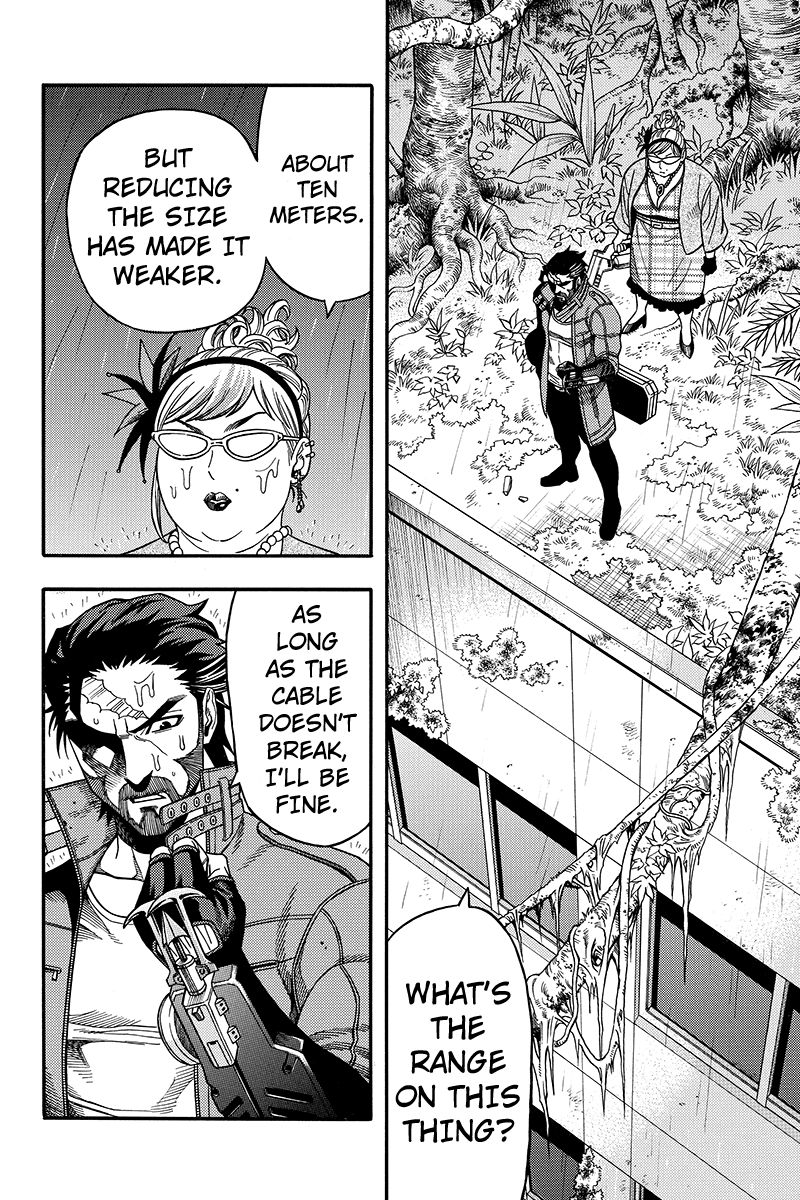 WHAT'S
THE
RANGE
ON THIS
THING?
ABOUT
TEN
METERS.
BUT
REDUCING
THE SIZE
HAS MADE IT
WEAKER.
AS
LONG
AS THE
CABLE
DOESN'T
BREAK,
I'LL BE
FINE.